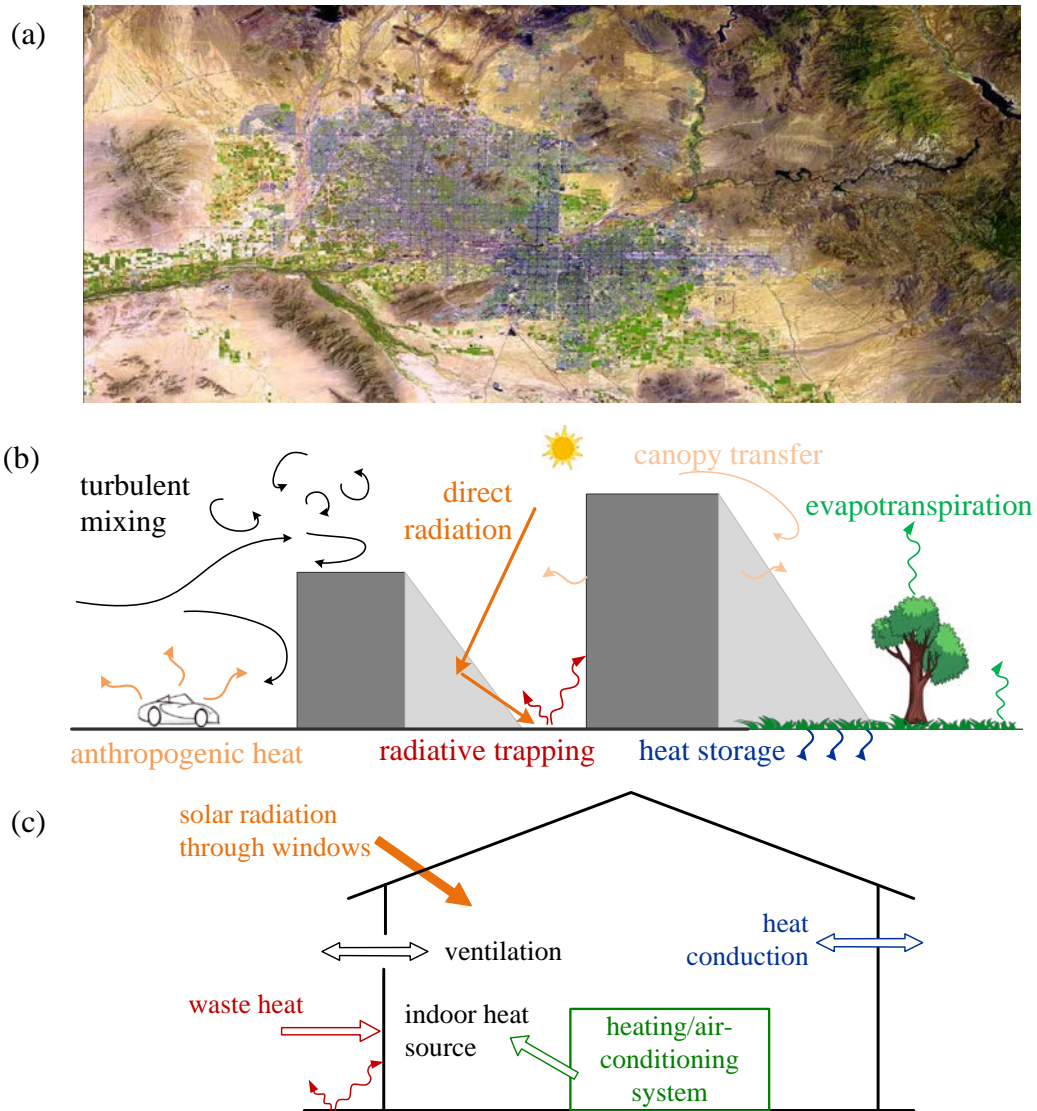 (a)
(b)
turbulent
mixing
direct
radiation
canopy transfer
evapotranspiration
anthropogenic heat
radiative trapping
heat storage
(c)
solar radiation
through windows
ventilation
heat
conduction
waste heat
indoor heat
source
heating/air-
conditioning
system